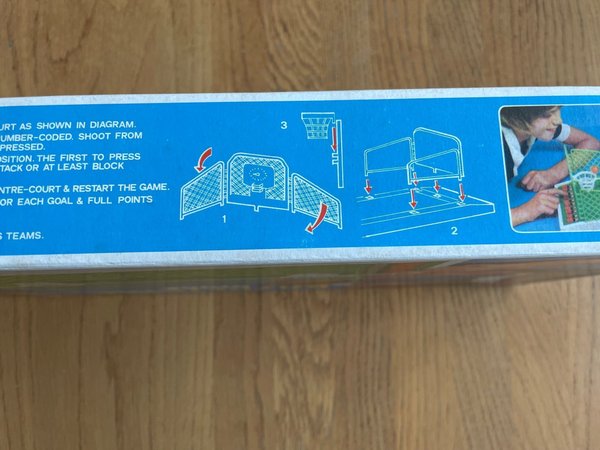 URT AS SHOWN IN DIAGRAM.
UMBER-CODED. SHOOT FROM
PRESSED.
OSITION. THE FIRST TO PRESS
TACK OR AT LEAST BLOCK
NTRE-COURT & RESTART THE GAME.
OR EACH GOAL & FULL POINTS
S TEAMS.
3
1
2